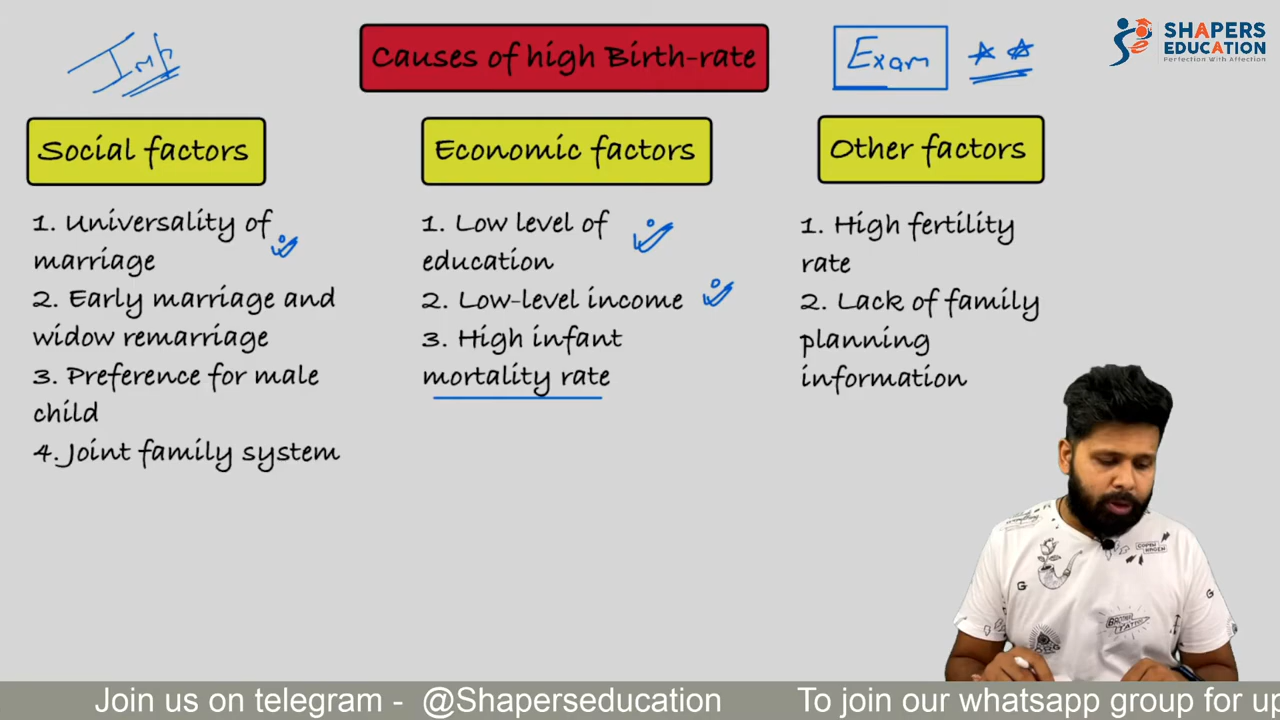 Imp
Causes of high Birth-rate
Exam
SHAPERS
EDUCATION
Perfection With Affection
Social factors
1. Universality of
marriage
2. Early marriage and
widow remarriage
3. Preference for male
child
4. Joint family system
Economic factors
1. Low level of
education
2. Low-level income
3. High infant
mortality rate
Other factors
1. High fertility
rate
2. Lack of family
planning
information
Join us on telegram - @Shaperseducation
To join our whatsapp group for up